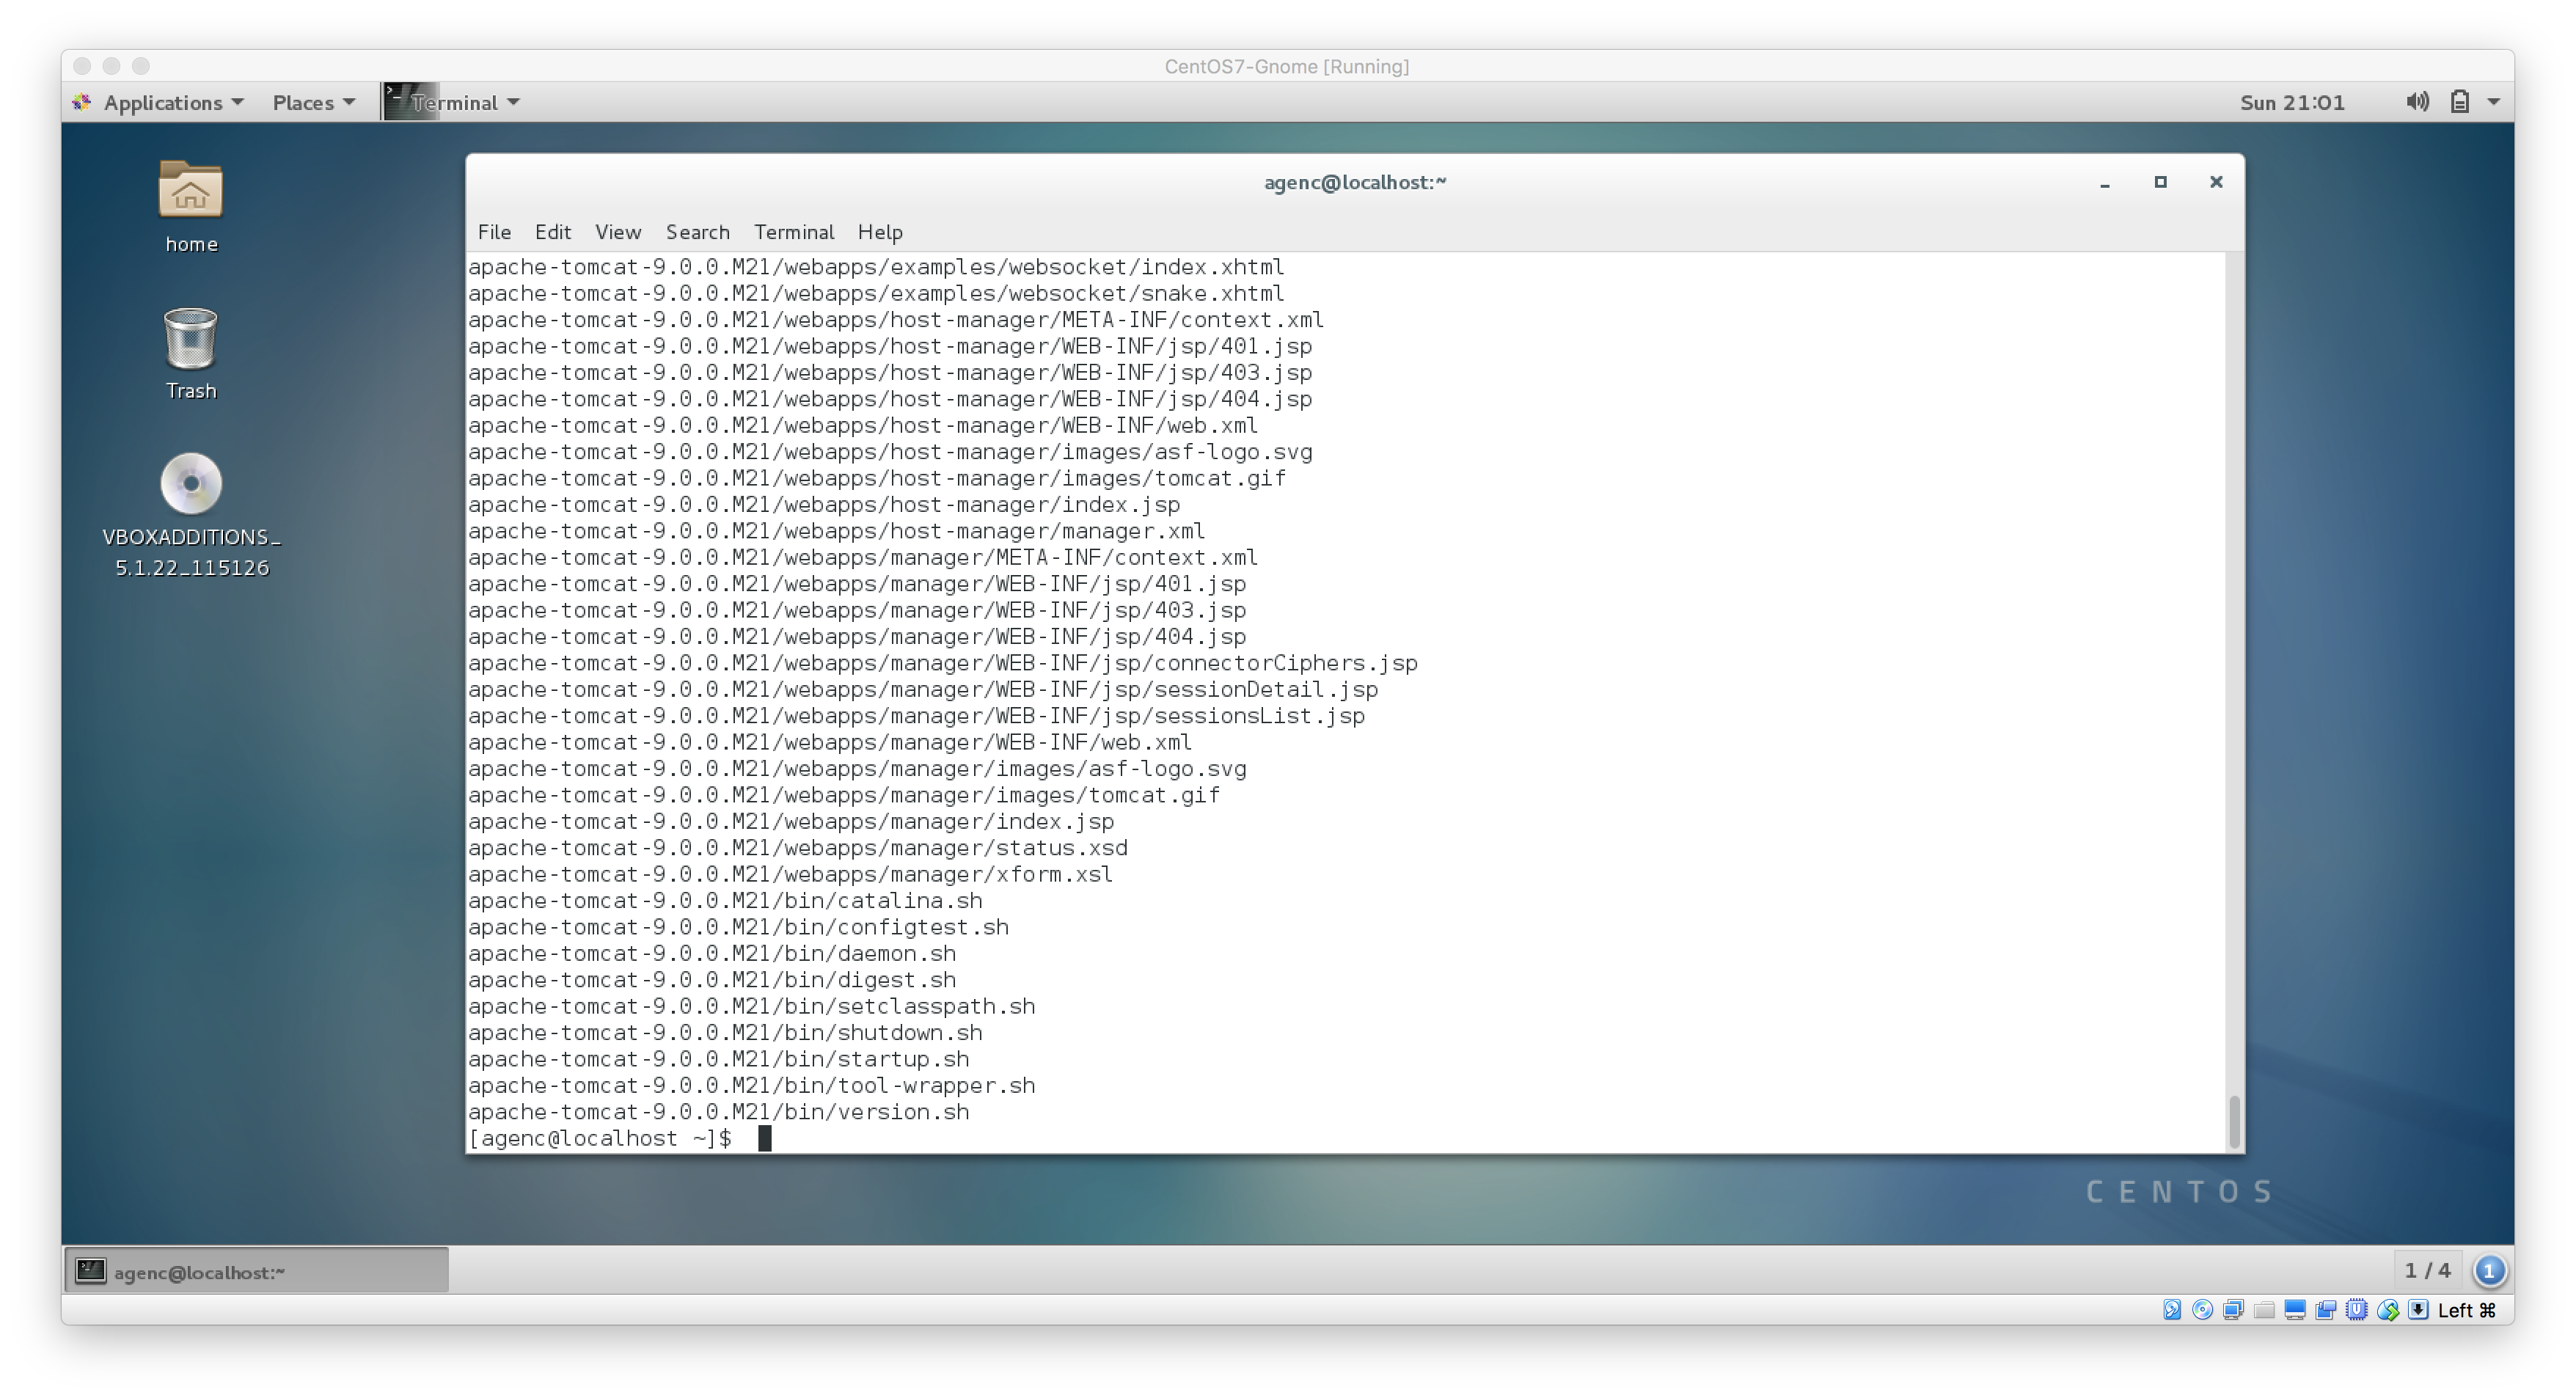 CentOS7-Gnome [Running]
Applications Places Terminal Sun 21:01
home
Trash
VBOXADDITIONS_
5.1.22_115126
agenc@localhost:~
File Edit View Search Terminal Help
apache-tomcat-9.0.0.M21/webapps/examples/websocket/index.xhtml
apache-tomcat-9.0.0.M21/webapps/examples/websocket/snake.xhtml
apache-tomcat-9.0.0.M21/webapps/host-manager/META-INF/context.xml
apache-tomcat-9.0.0.M21/webapps/host-manager/WEB-INF/jsp/401.jsp
apache-tomcat-9.0.0.M21/webapps/host-manager/WEB-INF/jsp/403.jsp
apache-tomcat-9.0.0.M21/webapps/host-manager/WEB-INF/jsp/404.jsp
apache-tomcat-9.0.0.M21/webapps/host-manager/WEB-INF/web.xml
apache-tomcat-9.0.0.M21/webapps/host-manager/images/asf-logo.svg
apache-tomcat-9.0.0.M21/webapps/host-manager/images/tomcat.gif
apache-tomcat-9.0.0.M21/webapps/host-manager/index.jsp
apache-tomcat-9.0.0.M21/webapps/host-manager/manager.xml
apache-tomcat-9.0.0.M21/webapps/manager/META-INF/context.xml
apache-tomcat-9.0.0.M21/webapps/manager/WEB-INF/jsp/401.jsp
apache-tomcat-9.0.0.M21/webapps/manager/WEB-INF/jsp/403.jsp
apache-tomcat-9.0.0.M21/webapps/manager/WEB-INF/jsp/404.jsp
apache-tomcat-9.0.0.M21/webapps/manager/WEB-INF/jsp/connectorCiphers.jsp
apache-tomcat-9.0.0.M21/webapps/manager/WEB-INF/jsp/sessionDetail.jsp
apache-tomcat-9.0.0.M21/webapps/manager/WEB-INF/jsp/sessionsList.jsp
apache-tomcat-9.0.0.M21/webapps/manager/WEB-INF/web.xml
apache-tomcat-9.0.0.M21/webapps/manager/images/asf-logo.svg
apache-tomcat-9.0.0.M21/webapps/manager/images/tomcat.gif
apache-tomcat-9.0.0.M21/webapps/manager/index.jsp
apache-tomcat-9.0.0.M21/webapps/manager/status.xsd
apache-tomcat-9.0.0.M21/webapps/manager/xform.xsl
apache-tomcat-9.0.0.M21/bin/catalina.sh
apache-tomcat-9.0.0.M21/bin/configtest.sh
apache-tomcat-9.0.0.M21/bin/daemon.sh
apache-tomcat-9.0.0.M21/bin/digest.sh
apache-tomcat-9.0.0.M21/bin/setclasspath.sh
apache-tomcat-9.0.0.M21/bin/shutdown.sh
apache-tomcat-9.0.0.M21/bin/startup.sh
apache-tomcat-9.0.0.M21/bin/tool-wrapper.sh
apache-tomcat-9.0.0.M21/bin/version.sh
[agenc@localhost ~]$
CENTOS
agenc@localhost:~ 1 / 4 1
Left ⌘